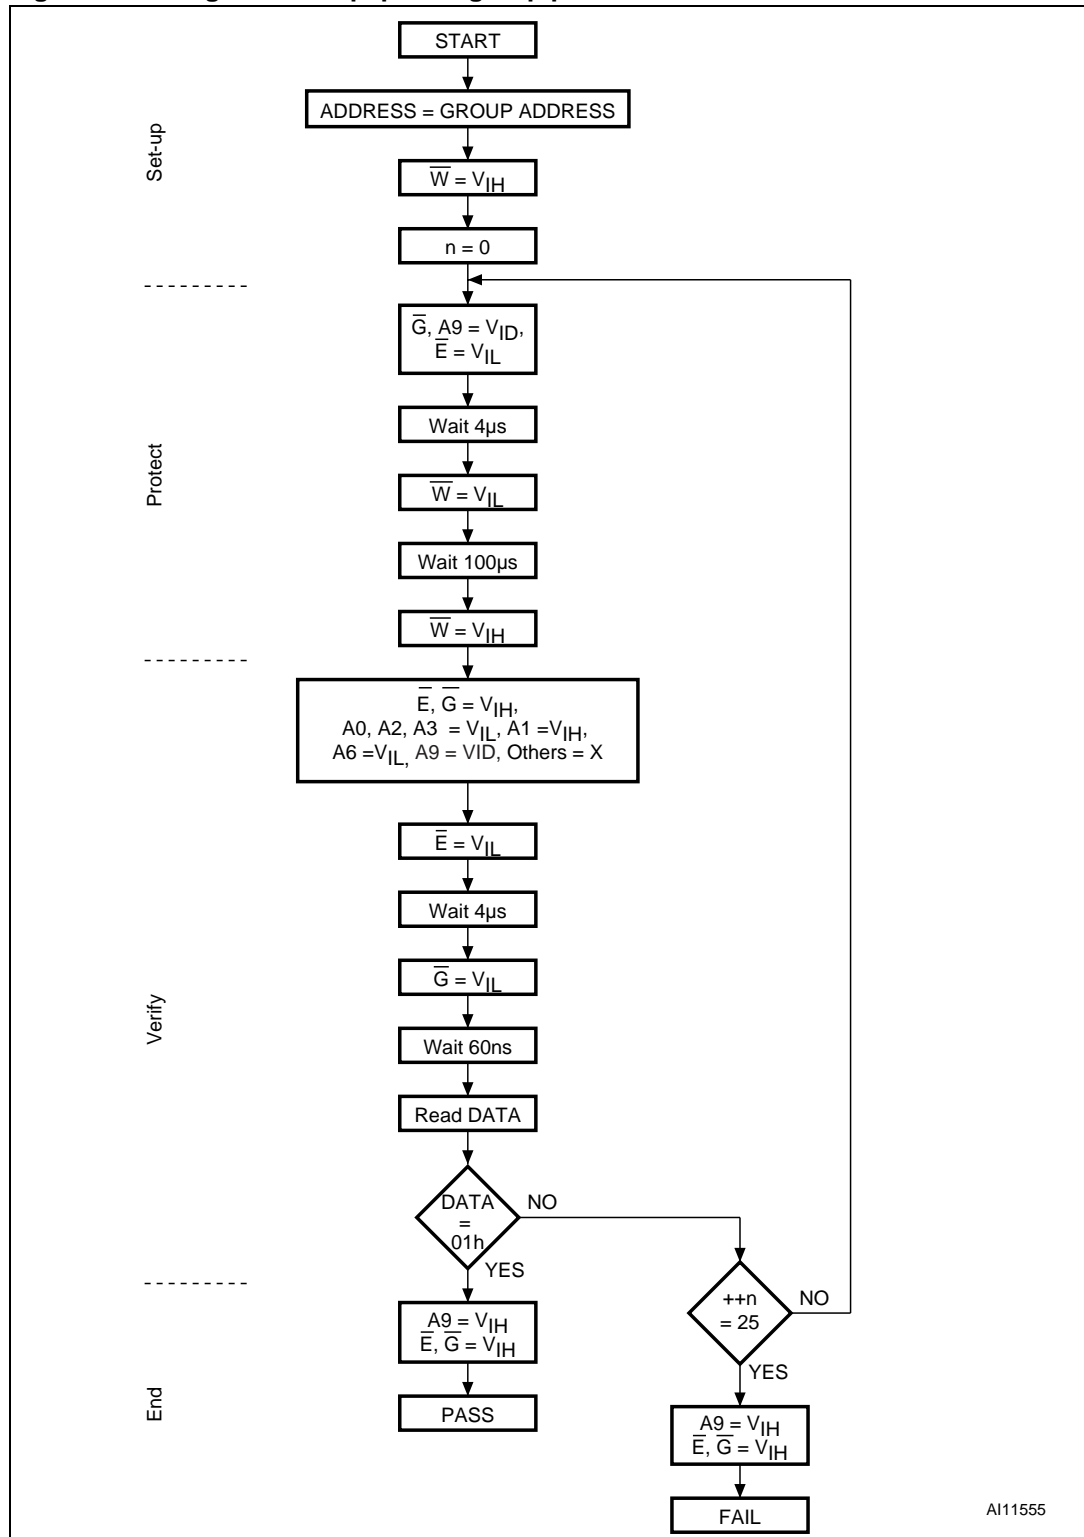 START
ADDRESS = GROUP ADDRESS
Set-up
W̅ = VIH
n = 0
G̅, A9 = VID,
E̅ = VIL
Wait 4µs
Protect
W̅ = VIL
Wait 100µs
W̅ = VIH
E̅, G̅ = VIH,
A0, A2, A3 = VIL, A1 =VIH,
A6 =VIL, A9 = VID, Others = X
E̅ = VIL
Wait 4µs
G̅ = VIL
Verify
Wait 60ns
Read DATA
DATA
=
01h
NO
YES
++n
= 25
NO
YES
A9 = VIH
E̅, G̅ = VIH
End
PASS
A9 = VIH
E̅, G̅ = VIH
FAIL
AI11555